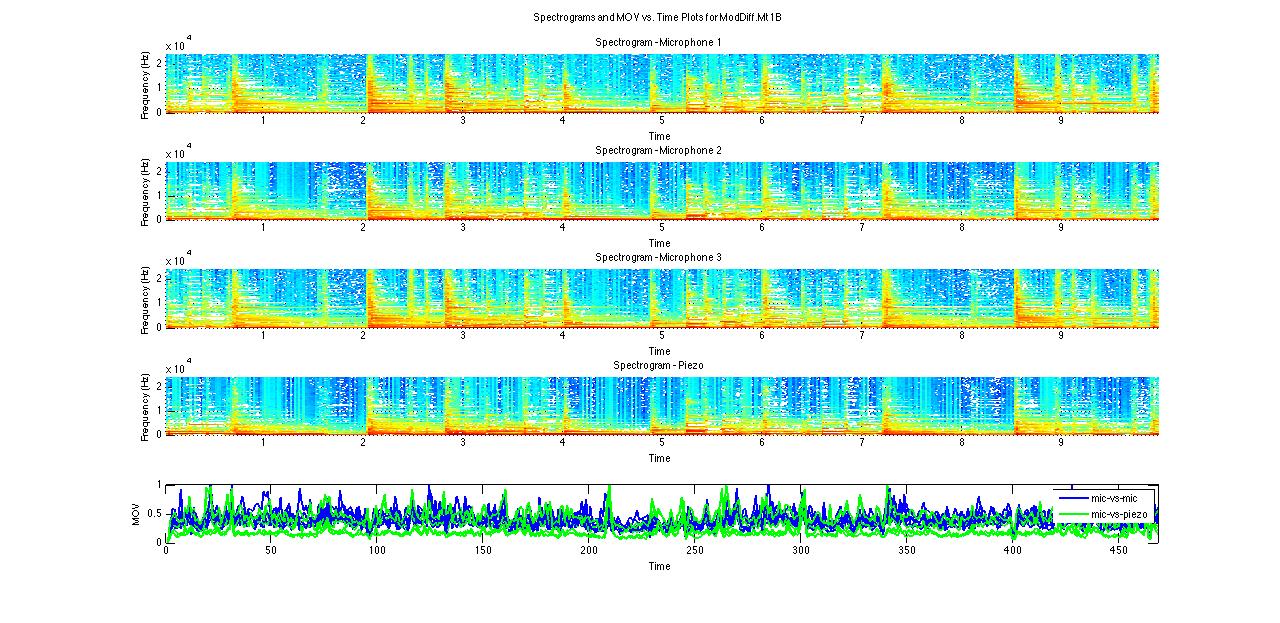 Spectrograms and MOV vs. Time Plots for ModDiff.Mt1B
Spectrogram - Microphone 1
x 10 4
Frequency (Hz)
2
1
0
1 2 3 4 5 6 7 8 9
Time
Spectrogram - Microphone 2
x 10 4
Frequency (Hz)
2
1
0
1 2 3 4 5 6 7 8 9
Time
Spectrogram - Microphone 3
x 10 4
Frequency (Hz)
2
1
0
1 2 3 4 5 6 7 8 9
Time
Spectrogram - Piezo
x 10 4
Frequency (Hz)
2
1
0
1 2 3 4 5 6 7 8 9
Time
MOV
1
0.5
0
mic-vs-mic
mic-vs-piezo
0 50 100 150 200 250 300 350 400 450
Time